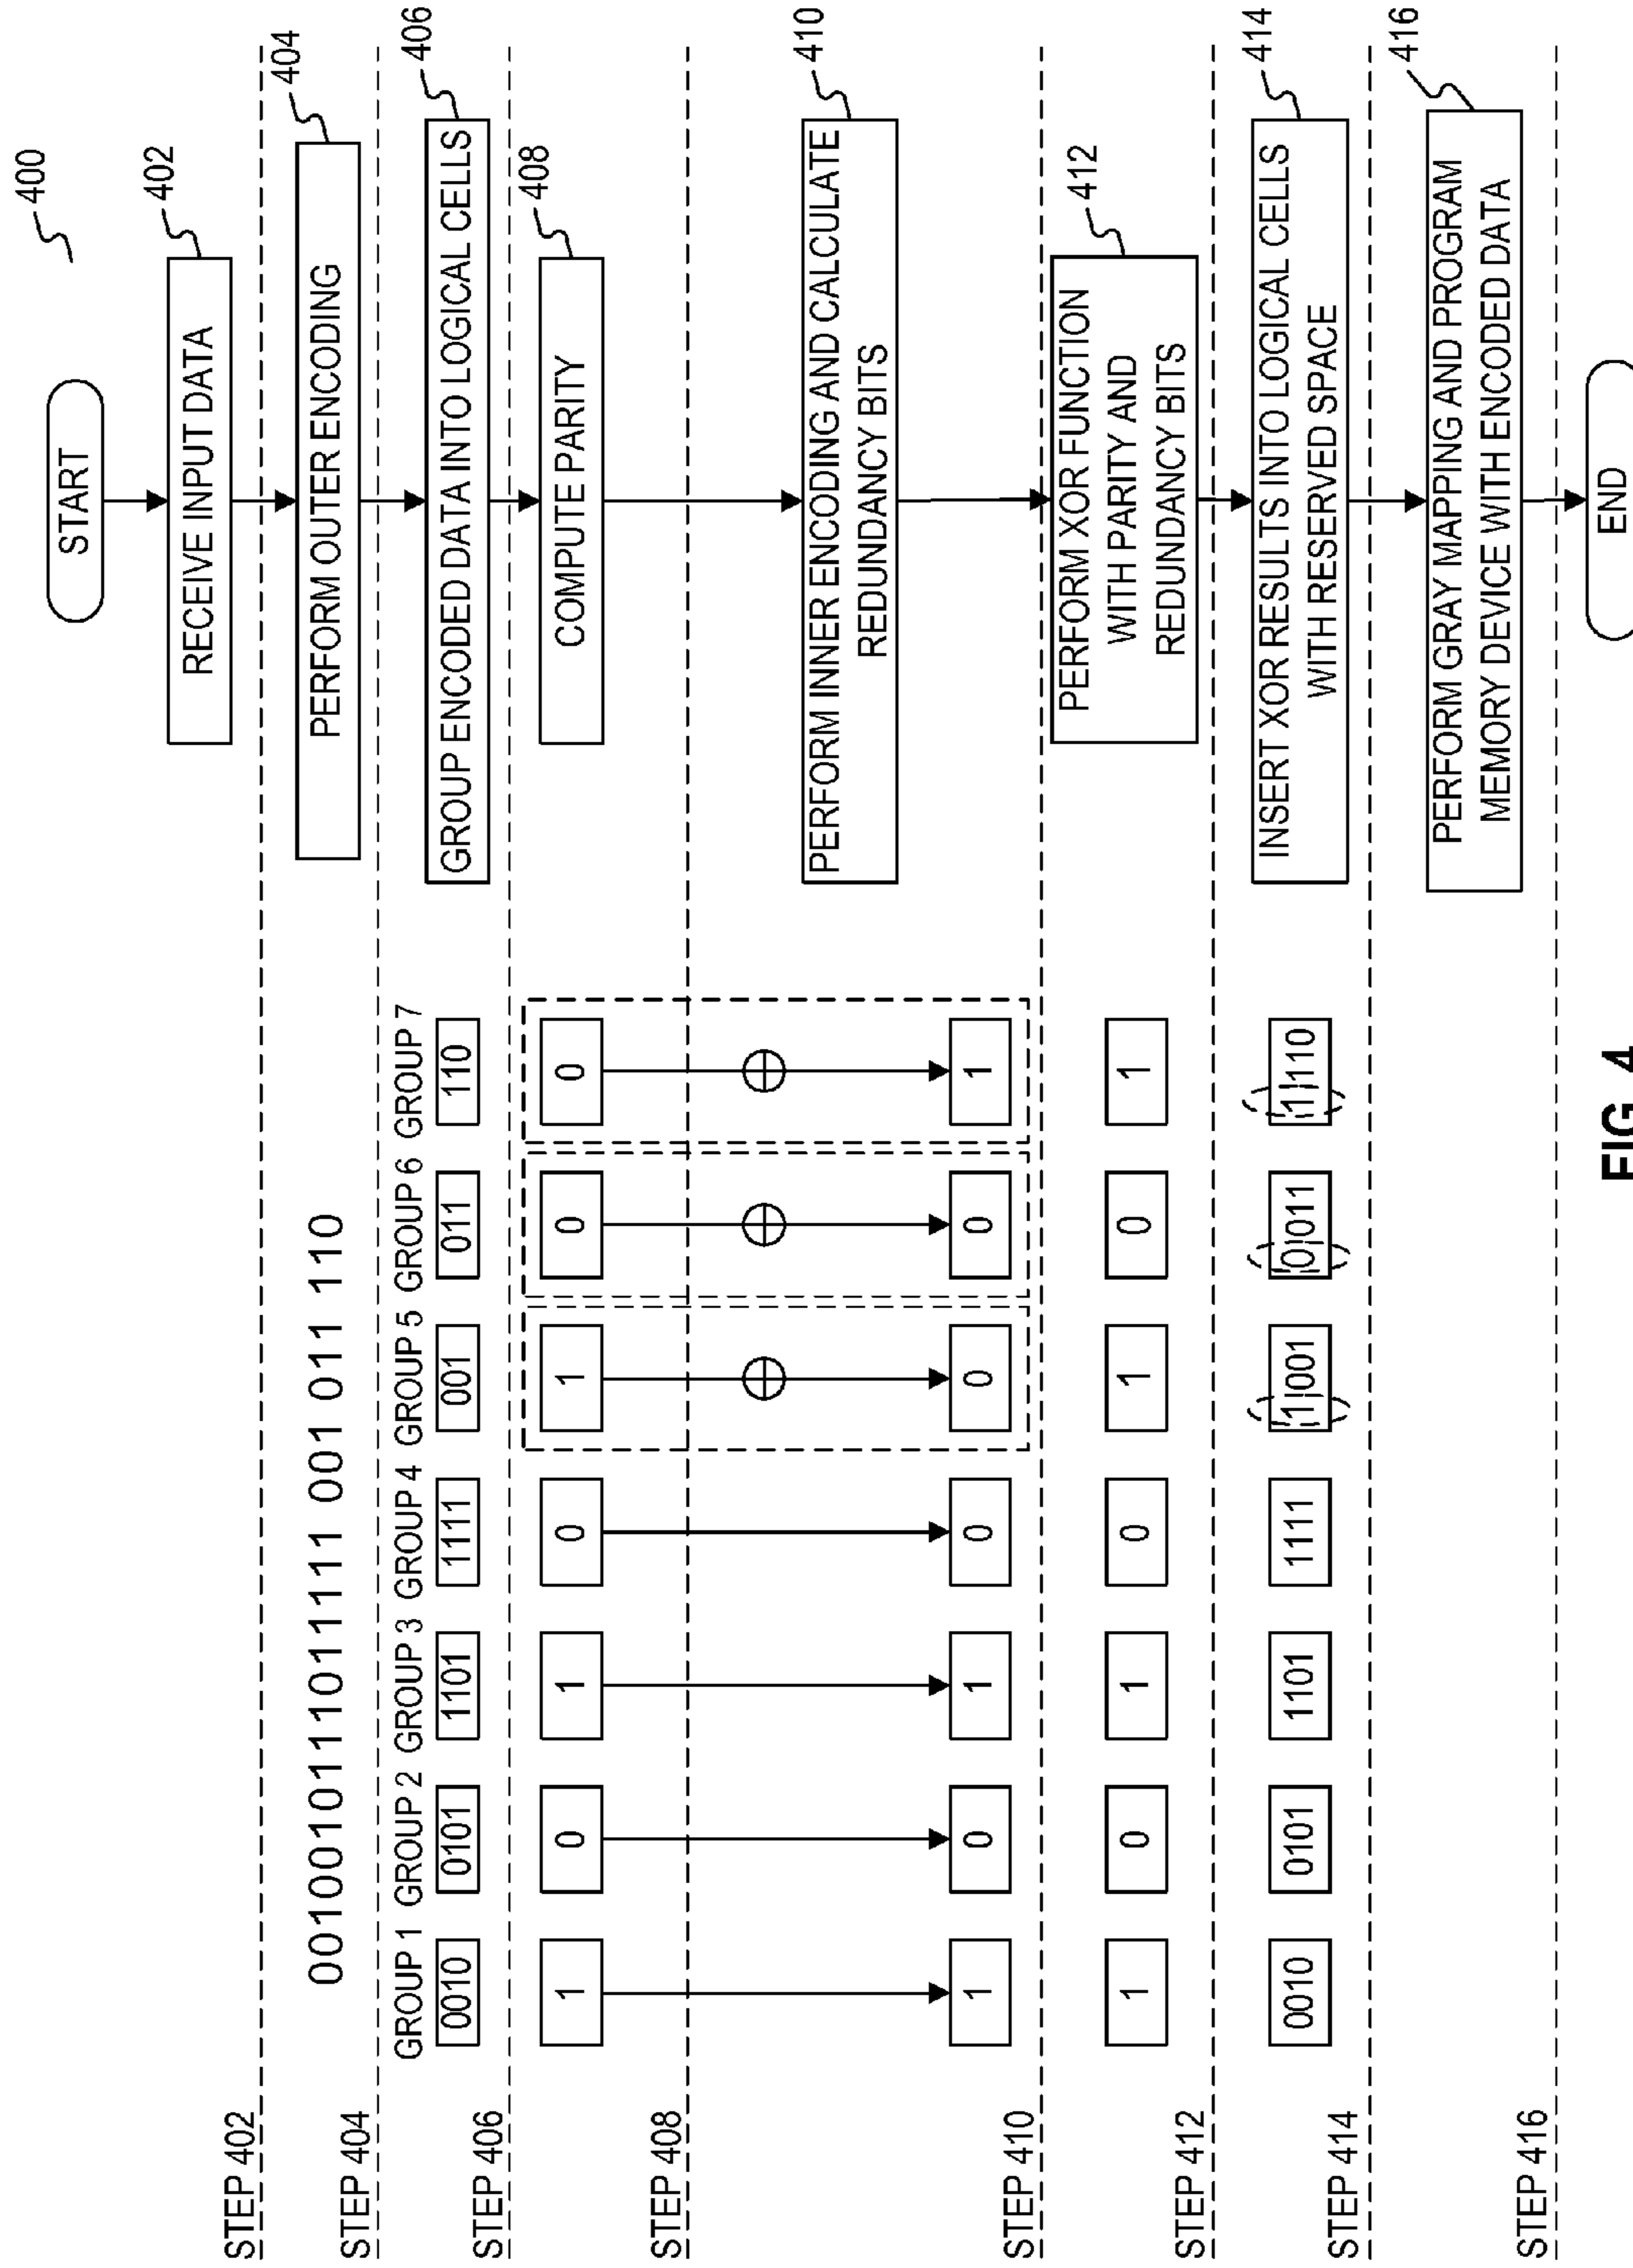 400
START
RECEIVE INPUT DATA
402
STEP 402
0010010111011111 001 011 110
PERFORM OUTER ENCODING
404
STEP 404
GROUP 1 GROUP 2 GROUP 3 GROUP 4 GROUP 5 GROUP 6 GROUP 7
0010 0101 1101 1111 001 011 110
GROUP ENCODED DATA INTO LOGICAL CELLS
406
STEP 406
1 0 1 0 1 0 0
COMPUTE PARITY
408
STEP 408
1 0 1 0 0 0 1
PERFORM INNER ENCODING AND CALCULATE
REDUNDANCY BITS
410
STEP 410
1 0 1 0 1 0 1
PERFORM XOR FUNCTION
WITH PARITY AND
REDUNDANCY BITS
412
STEP 412
0010 0101 1101 1111 1|001 0|011 1|110
INSERT XOR RESULTS INTO LOGICAL CELLS
WITH RESERVED SPACE
414
STEP 414
PERFORM GRAY MAPPING AND PROGRAM
MEMORY DEVICE WITH ENCODED DATA
416
STEP 416
END
FIG. 4